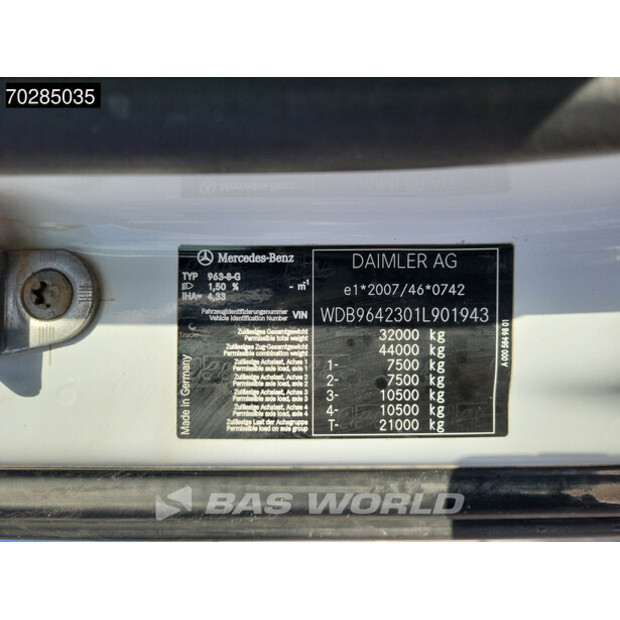 70285035
Mercedes-Benz
DAIMLER AG
TYP 963-8-G
1,50 % - m⁻¹
IHA= 4,33
e1*2007/46*0742
Fahrzeugidentifizierungsnummer
Vehicle Identification Number VIN WDB9642301L901943
Zulässiges Gesamtgewicht
Permissible total weight 32000 kg
Zulässiges Zug-Gesamtgewicht
Permissible combination weight 44000 kg
Zulässige Achslast, Achse 1
Permissible axle load, axle 1 1- 7500 kg
Zulässige Achslast, Achse 2
Permissible axle load, axle 2 2- 7500 kg
Zulässige Achslast, Achse 3
Permissible axle load, axle 3 3- 10500 kg
Zulässige Achslast, Achse 4
Permissible axle load, axle 4 4- 10500 kg
Zulässige Last der Achsgruppe
Permissible load on axle group T- 21000 kg
Made in Germany
A 000 584 98 01
BAS WORLD